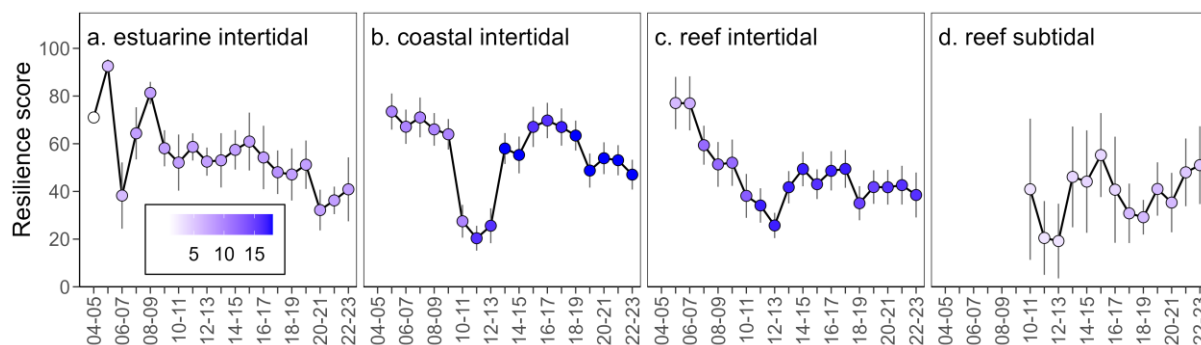 Resilience score
100
80
60
40
20
0
a. estuarine intertidal
5 10 15
04-05 06-07 08-09 10-11 12-13 14-15 16-17 18-19 20-21 22-23
b. coastal intertidal
04-05 06-07 08-09 10-11 12-13 14-15 16-17 18-19 20-21 22-23
c. reef intertidal
04-05 06-07 08-09 10-11 12-13 14-15 16-17 18-19 20-21 22-23
d. reef subtidal
04-05 06-07 08-09 10-11 12-13 14-15 16-17 18-19 20-21 22-23